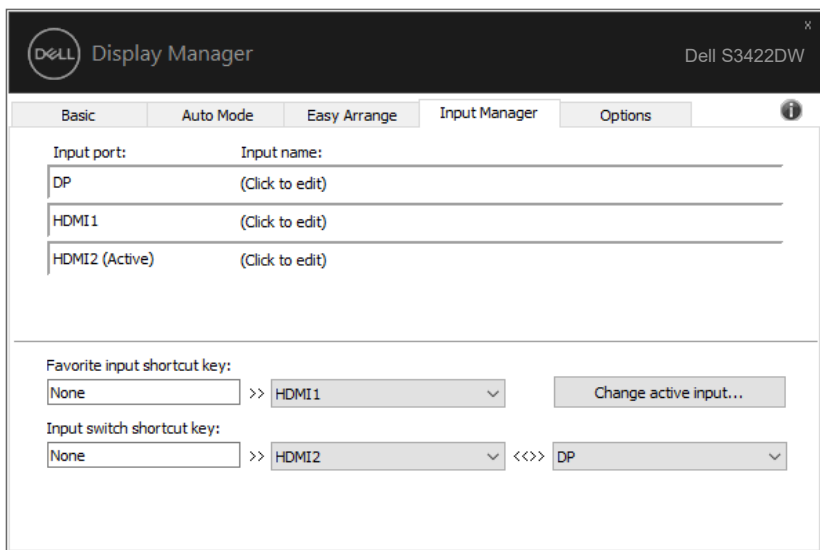 x
DELL Display Manager Dell S3422DW
Basic Auto Mode Easy Arrange Input Manager Options i
Input port: Input name:
DP (Click to edit)
HDMI1 (Click to edit)
HDMI2 (Active) (Click to edit)
Favorite input shortcut key:
None >> HDMI1 Change active input...
Input switch shortcut key:
None >> HDMI2 <<>> DP